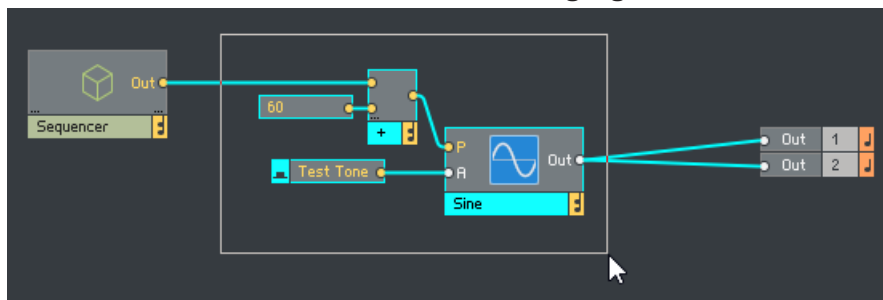 Out
Sequencer
60
+
Test Tone
P
A
Out
Sine
Out 1
Out 2